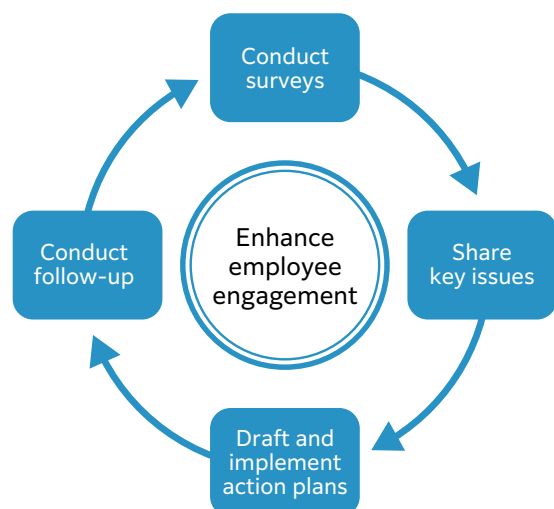 Conduct
surveys
Share
key issues
Draft and
implement
action plans
Conduct
follow-up
Enhance
employee
engagement